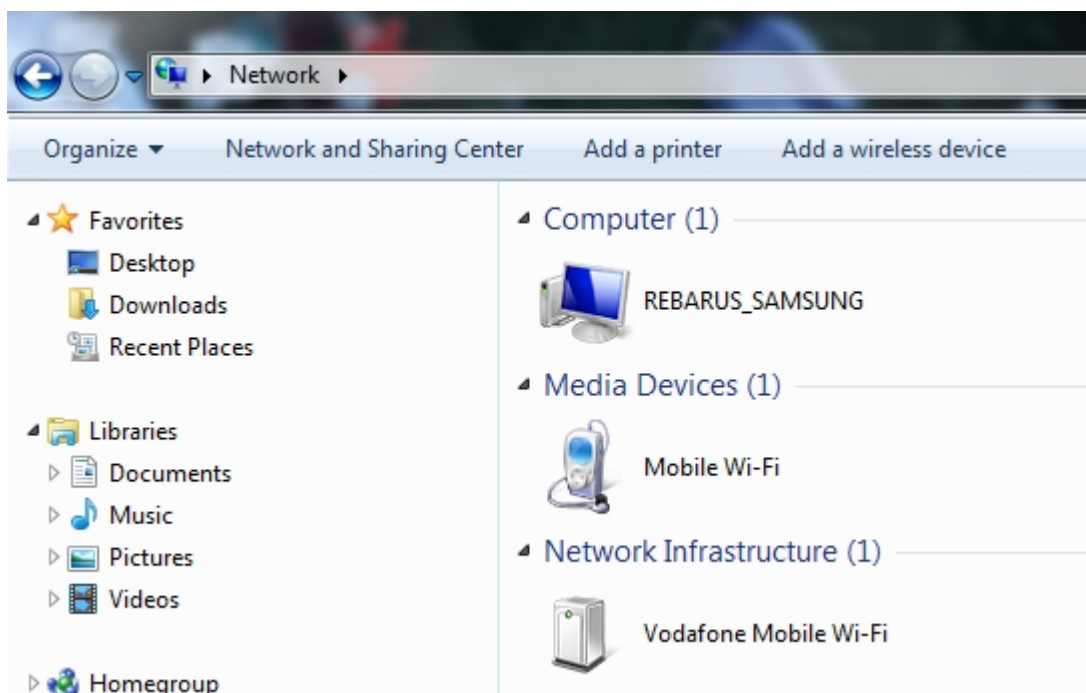 Network
Organize Network and Sharing Center Add a printer Add a wireless device
Favorites
Desktop
Downloads
Recent Places
Libraries
Documents
Music
Pictures
Videos
Homegroup
Computer (1)
REBARUS_SAMSUNG
Media Devices (1)
Mobile Wi-Fi
Network Infrastructure (1)
Vodafone Mobile Wi-Fi